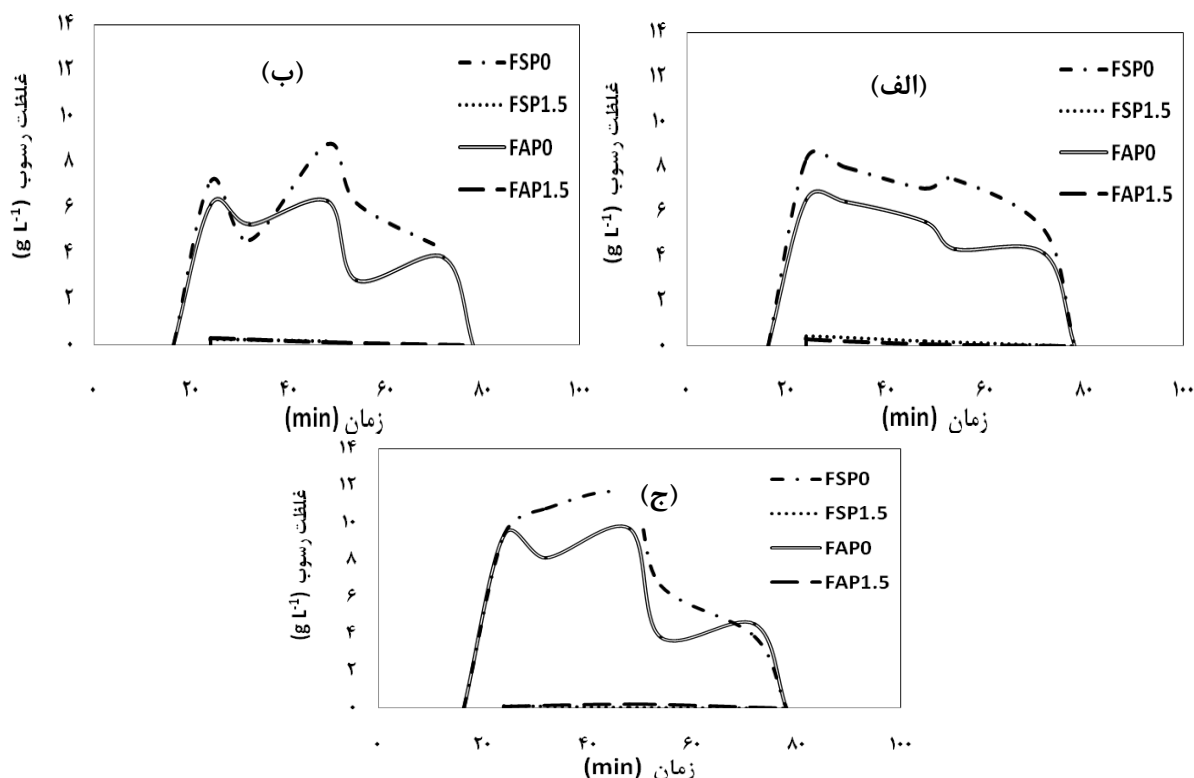 ۱۴
۱۲
۱۰
۸
۶
۴
۲
۰
غلظت رسوب (g L-1)
(الف)
FSP0
FSP1.5
FAP0
FAP1.5
۰ ۲۰ ۴۰ ۶۰ ۸۰ ۱۰۰
زمان (min)
۱۴
۱۲
۱۰
۸
۶
۴
۲
۰
غلظت رسوب (g L-1)
(ب)
FSP0
FSP1.5
FAP0
FAP1.5
۰ ۲۰ ۴۰ ۶۰ ۸۰ ۱۰۰
زمان (min)
۱۴
۱۲
۱۰
۸
۶
۴
۲
۰
غلظت رسوب (g L-1)
(ج)
FSP0
FSP1.5
FAP0
FAP1.5
۰ ۲۰ ۴۰ ۶۰ ۸۰ ۱۰۰
زمان (min)